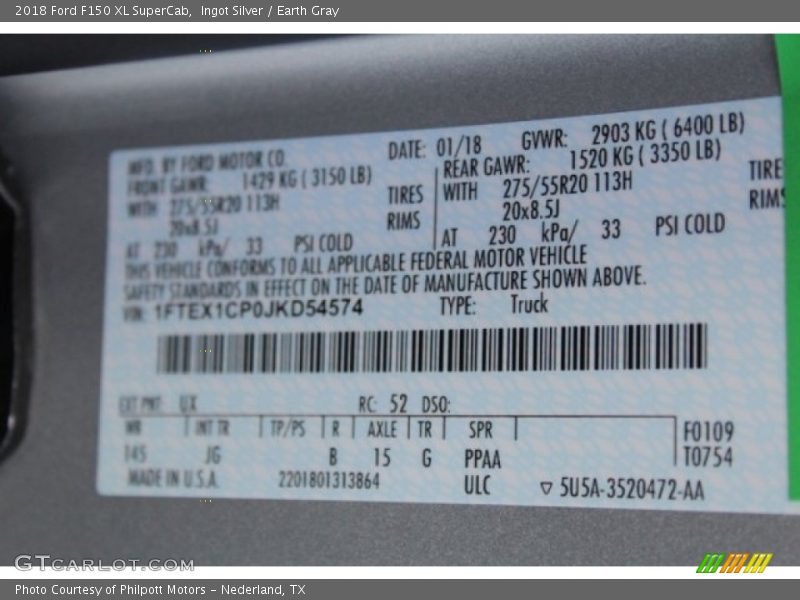 2018 Ford F150 XL SuperCab, Ingot Silver / Earth Gray
MFD. BY FORD MOTOR CO. DATE: 01/18 GVWR: 2903 KG ( 6400 LB)
FRONT GAWR: 1429 KG ( 3150 LB) REAR GAWR: 1520 KG ( 3350 LB)
WITH 275/55R20 113H TIRES WITH 275/55R20 113H TIRE
20x8.5J RIMS 20x8.5J RIMS
AT 230 kPa/ 33 PSI COLD AT 230 kPa/ 33 PSI COLD
THIS VEHICLE CONFORMS TO ALL APPLICABLE FEDERAL MOTOR VEHICLE
SAFETY STANDARDS IN EFFECT ON THE DATE OF MANUFACTURE SHOWN ABOVE.
VIN: 1FTEX1CP0JKD54574 TYPE: Truck
EXT PNT: UX RC: 52 DSO:
WB INT TR TP/PS R AXLE TR SPR F0109
145 JG B 15 G PPAA T0754
MADE IN U.S.A. 2201801313864 ULC ▽ 5U5A-3520472-AA
GTCARLOT.COM
Photo Courtesy of Philpott Motors – Nederland, TX